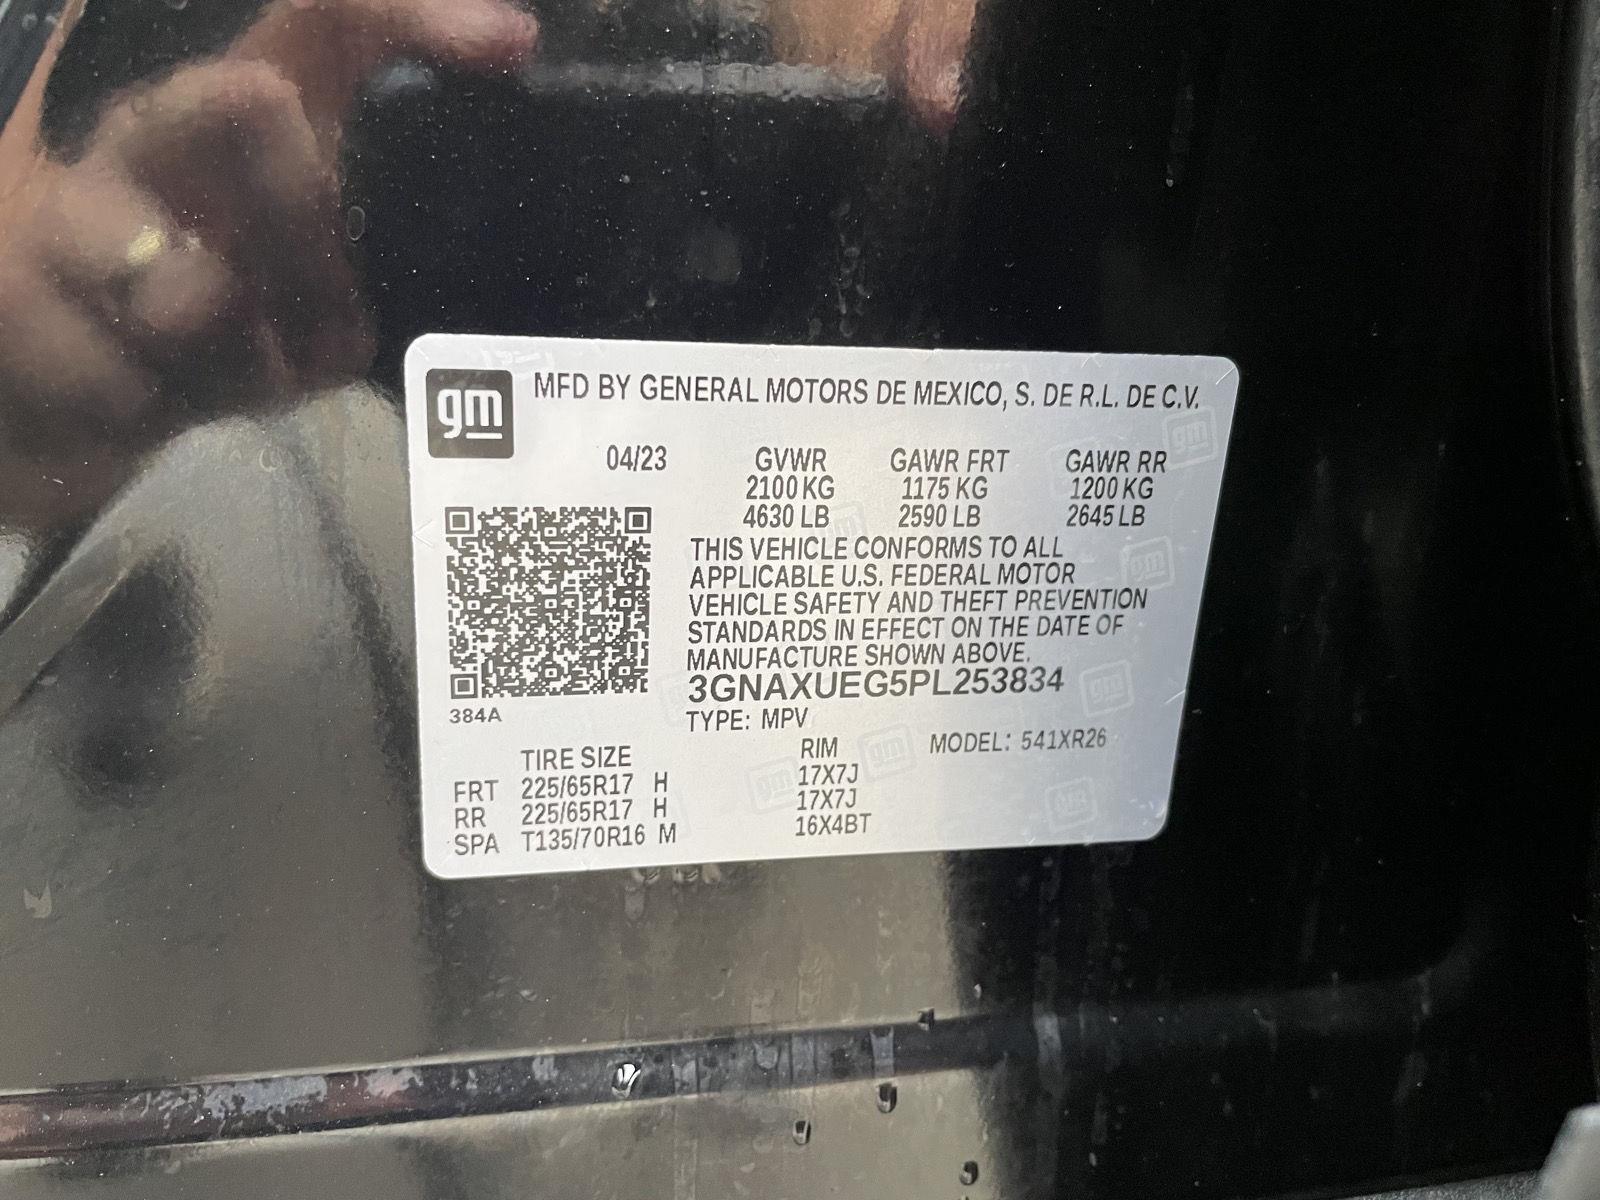 gm
MFD BY GENERAL MOTORS DE MEXICO, S. DE R.L. DE C.V.
04/23 GVWR GAWR FRT GAWR RR
2100 KG 1175 KG 1200 KG
4630 LB 2590 LB 2645 LB
THIS VEHICLE CONFORMS TO ALL
APPLICABLE U.S. FEDERAL MOTOR
VEHICLE SAFETY AND THEFT PREVENTION
STANDARDS IN EFFECT ON THE DATE OF
MANUFACTURE SHOWN ABOVE.
3GNAXUEG5PL253834
384A
TYPE: MPV
TIRE SIZE RIM MODEL: 541XR26
FRT 225/65R17 H 17X7J
RR 225/65R17 H 17X7J
SPA T135/70R16 M 16X4BT